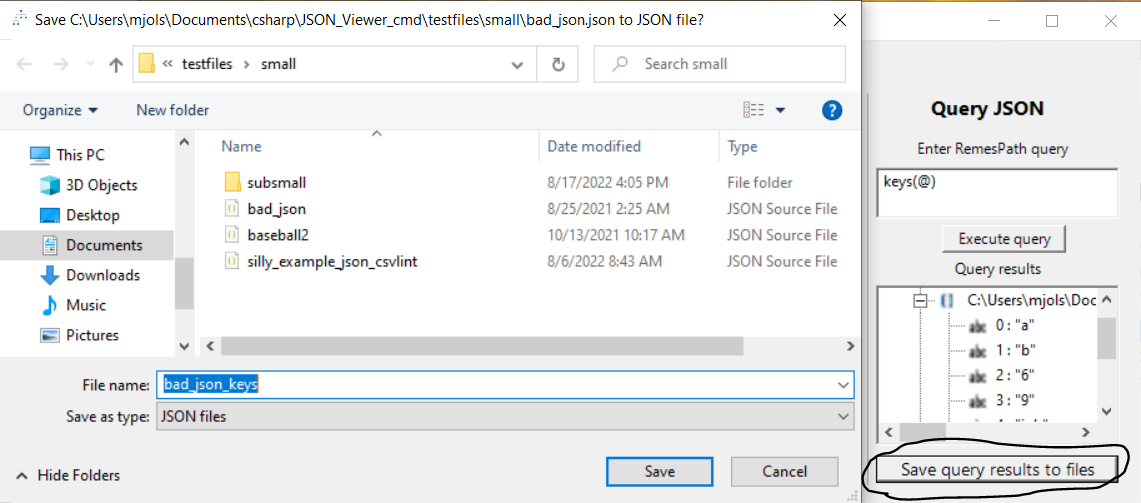 Save C:\Users\mjols\Documents\csharp\JSON_Viewer_cmd\testfiles\small\bad_json.json to JSON file?
« testfiles › small
Search small
Organize
New folder
This PC
3D Objects
Desktop
Documents
Downloads
Music
Pictures
Name Date modified Type
subsmall 8/17/2022 4:05 PM File folder
bad_json 8/25/2021 2:25 AM JSON Source File
baseball2 10/13/2021 10:17 AM JSON Source File
silly_example_json_csvlint 8/6/2022 8:43 AM JSON Source File
File name: bad_json_keys
Save as type: JSON files
Hide Folders
Save
Cancel
Query JSON
Enter RemesPath query
keys(@)
Execute query
Query results
C:\Users\mjols\Doc
abc 0 : "a"
abc 1 : "b"
abc 2 : "6"
abc 3 : "9"
Save query results to files